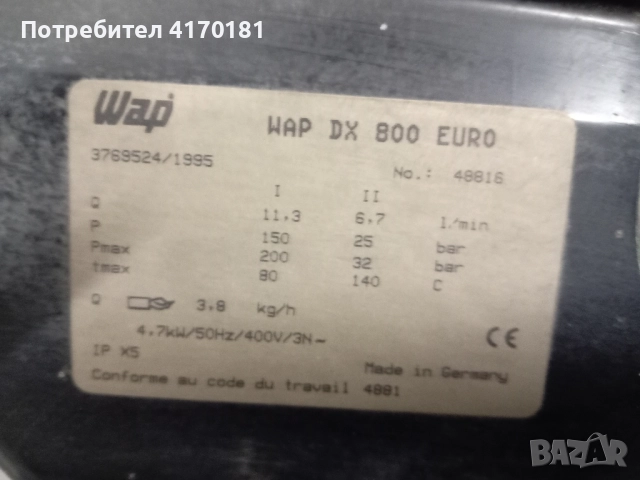 Потребител 4170181
Wap
WAP DX 800 EURO
3769524/1995 No.: 48816
I II
Q 11,3 6,7 l/min
P 150 25 bar
Pmax 200 32 bar
tmax 80 140 C
Q 3,8 kg/h
4.7kW/50Hz/400V/3N~
CE
IP X5
Made in Germany
Conforme au code du travail 4881
BAZAR